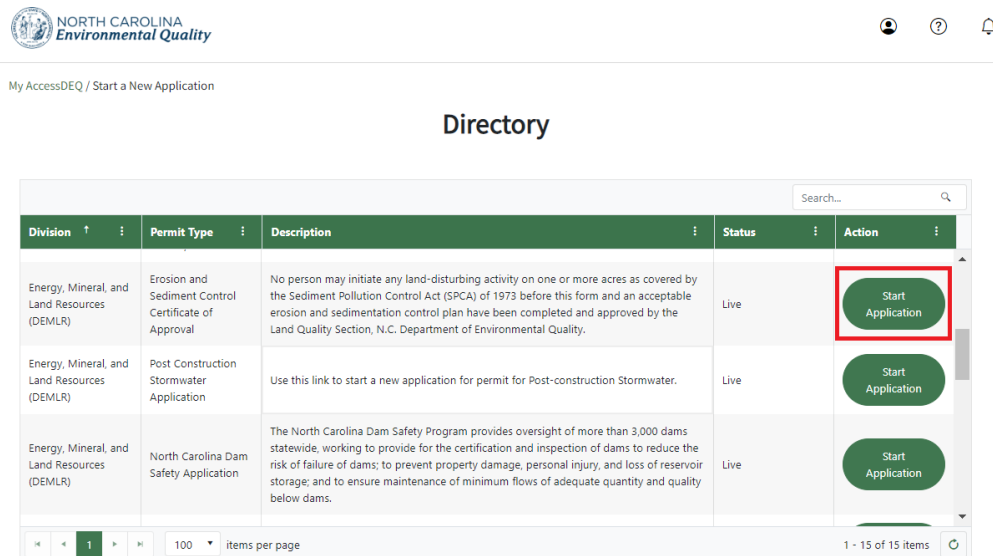 NORTH CAROLINA
Environmental Quality
My AccessDEQ / Start a New Application
Directory
Search...
Division ↑ Permit Type Description Status Action
Energy, Mineral, and
Land Resources
(DEMLR)
Erosion and
Sediment Control
Certificate of
Approval
No person may initiate any land-disturbing activity on one or more acres as covered by
the Sediment Pollution Control Act (SPCA) of 1973 before this form and an acceptable
erosion and sedimentation control plan have been completed and approved by the
Land Quality Section, N.C. Department of Environmental Quality.
Live
Start
Application
Energy, Mineral, and
Land Resources
(DEMLR)
Post Construction
Stormwater
Application
Use this link to start a new application for permit for Post-construction Stormwater.
Live
Start
Application
Energy, Mineral, and
Land Resources
(DEMLR)
North Carolina Dam
Safety Application
The North Carolina Dam Safety Program provides oversight of more than 3,000 dams
statewide, working to provide for the certification and inspection of dams to reduce the
risk of failure of dams; to prevent property damage, personal injury, and loss of reservoir
storage; and to ensure maintenance of minimum flows of adequate quantity and quality
below dams.
Live
Start
Application
1
100
items per page
1 - 15 of 15 items